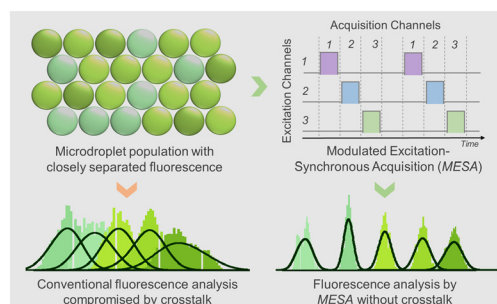 Acquisition Channels
1 2 3 1 2 3
Excitation Channels
1
2
3
Time
Microdroplet population with
closely separated fluorescence
Modulated Excitation-
Synchronous Acquisition (MESA)
Conventional fluorescence analysis
compromised by crosstalk
Fluorescence analysis by
MESA without crosstalk